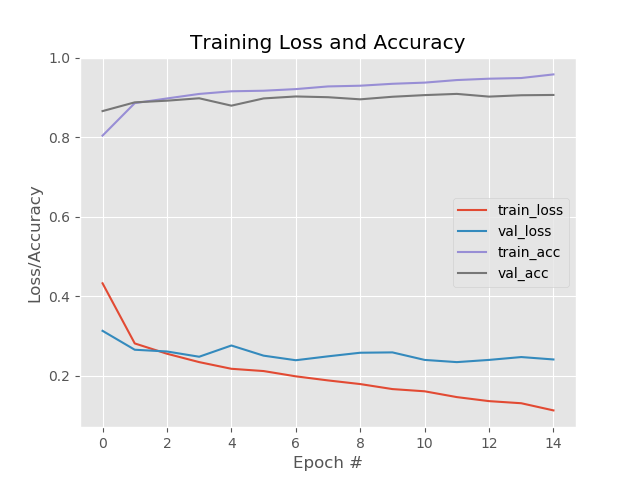 Training Loss and Accuracy
1.0
0.8
0.6
0.4
0.2
Loss/Accuracy
train_loss
val_loss
train_acc
val_acc
0 2 4 6 8 10 12 14
Epoch #